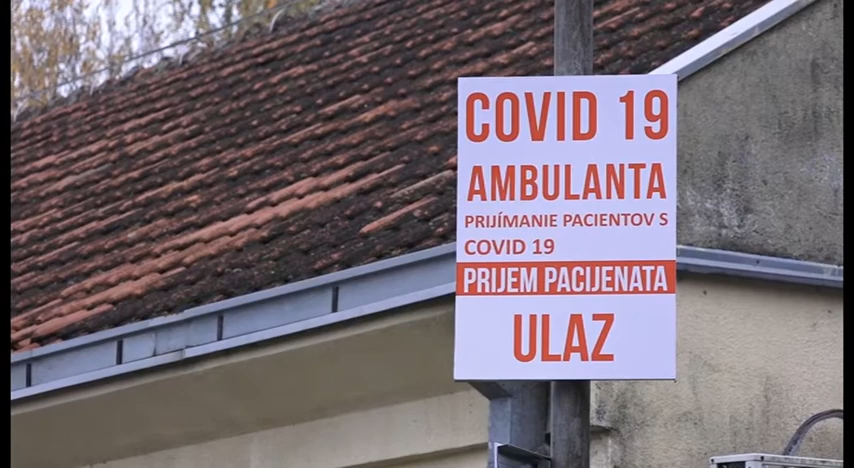 COVID 19
AMBULANTA
PRIJÍMANIE PACIENTOV S
COVID 19
PRIJEM PACIJENATA
ULAZ